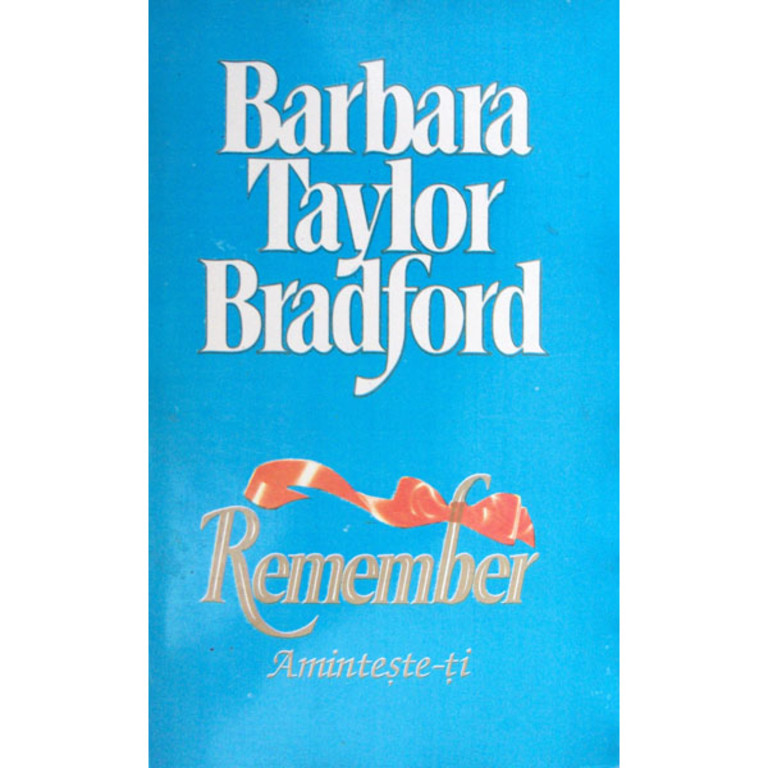 Barbara
Taylor
Bradford
Remember
Amintește-ți